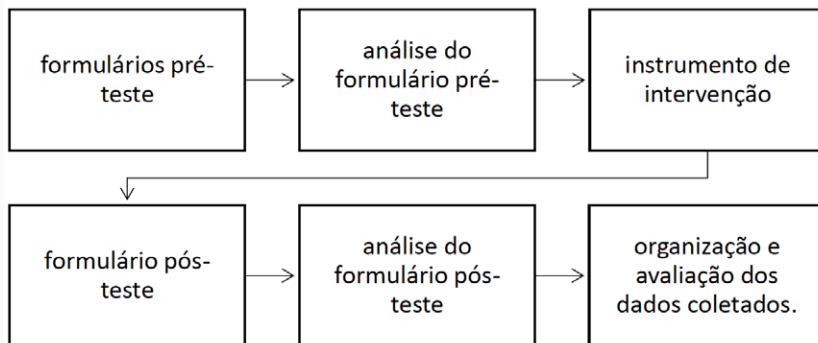 formulários pré-
teste
análise do
formulário pré-
teste
instrumento de
intervenção
formulário pós-
teste
análise do
formulário pós-
teste
organização e
avaliação dos
dados coletados.